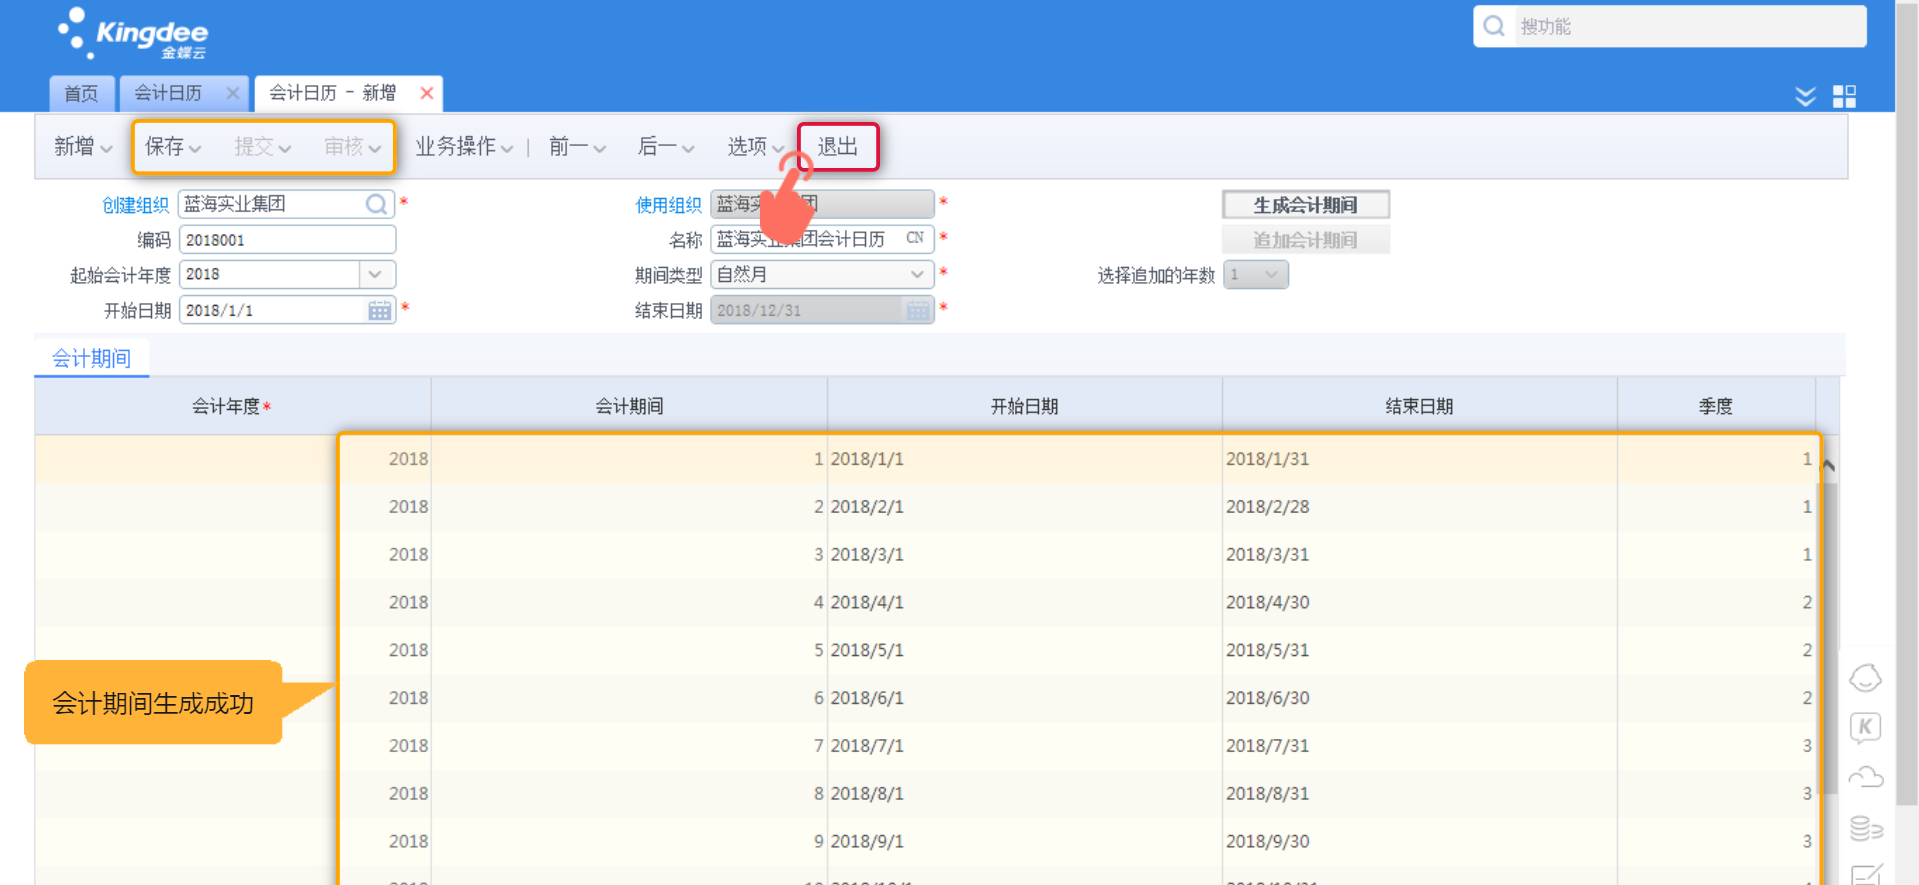 Kingdee
金蝶云
搜功能
首页 会计日历 会计日历 - 新增
新增 保存 提交 审核 业务操作 前一 后一 选项 退出
创建组织 蓝海实业集团 * 使用组织 蓝海实 团 * 生成会计期间
编码 2018001 名称 蓝海实业集团会计日历 CN * 追加会计期间
起始会计年度 2018 期间类型 自然月 * 选择追加的年数 1
开始日期 2018/1/1 * 结束日期 2018/12/31 *
会计期间
会计年度* 会计期间 开始日期 结束日期 季度
2018 1 2018/1/1 2018/1/31 1
2018 2 2018/2/1 2018/2/28 1
2018 3 2018/3/1 2018/3/31 1
2018 4 2018/4/1 2018/4/30 2
2018 5 2018/5/1 2018/5/31 2
2018 6 2018/6/1 2018/6/30 2
会计期间生成成功
2018 7 2018/7/1 2018/7/31 3
2018 8 2018/8/1 2018/8/31 3
2018 9 2018/9/1 2018/9/30 3
K